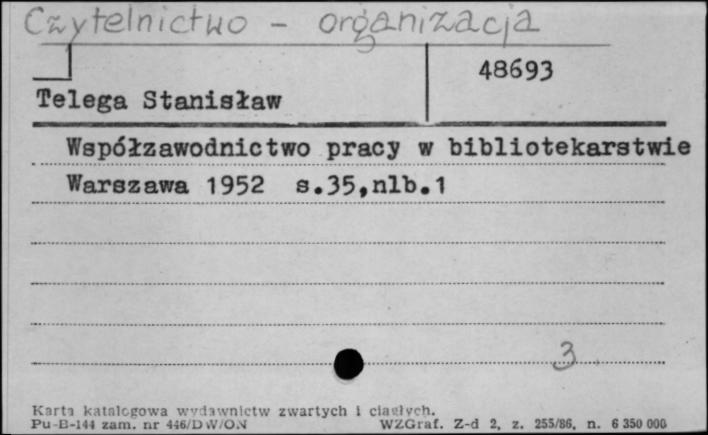 Czytelnictwo - organizacja
48693
Telega Stanisław
Współzawodnictwo pracy w bibliotekarstwie
Warszawa 1952 s.35,nlb.1
3
Karta katalogowa wydawnictw zwartych i ciągłych.
Pu-B-144 zam. nr 446/DW/ON WZGraf. Z-d 2, z. 255/86, n. 6 350 000